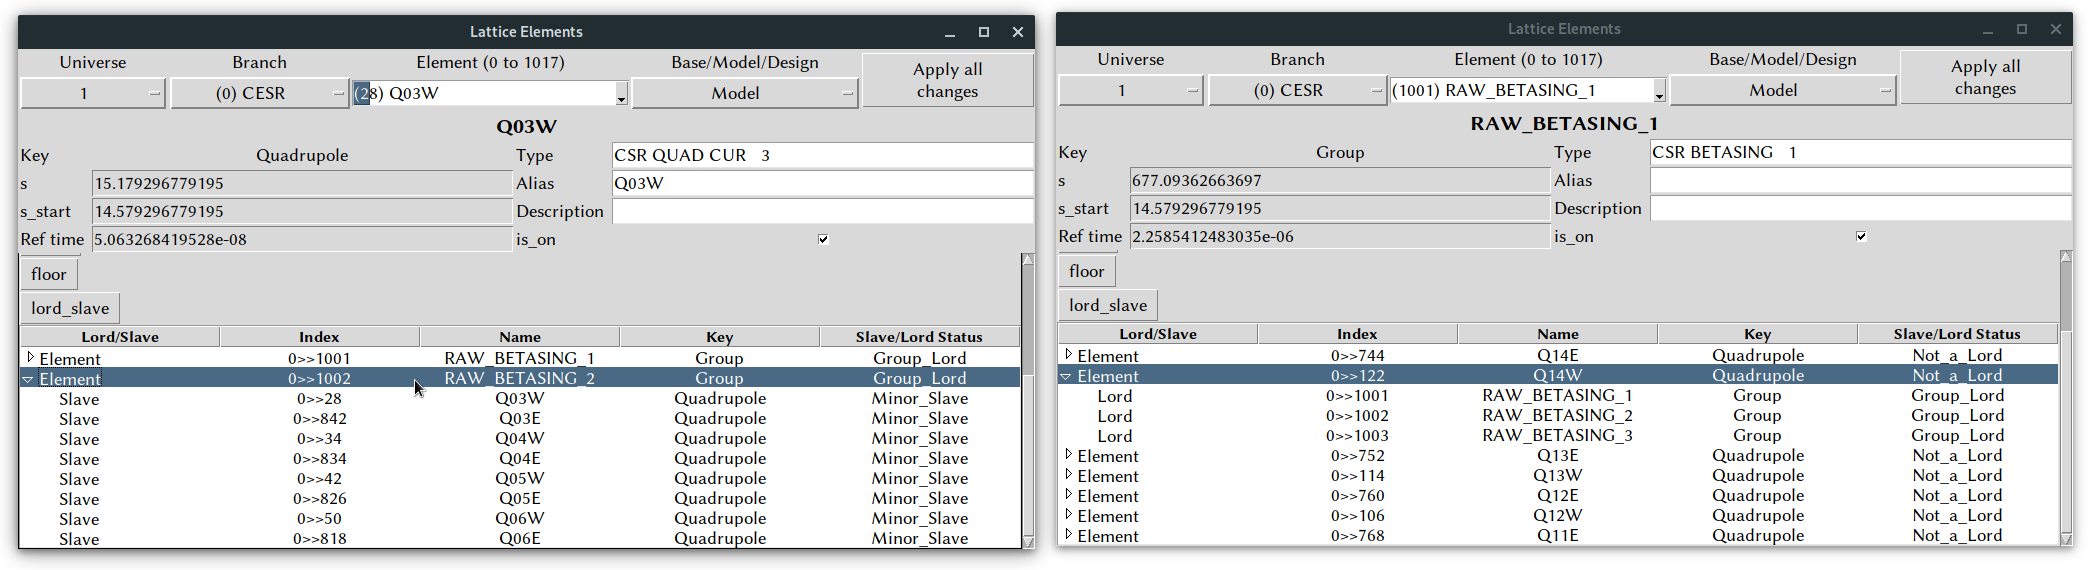 Lattice Elements
Universe Branch Element (0 to 1017) Base/Model/Design Apply all changes
1 (0) CESR (28) Q03W Model
Q03W
Key Quadrupole Type CSR QUAD CUR 3
s 15.179296779195 Alias Q03W
s_start 14.579296779195 Description
Ref time 5.063268419528e-08 is_on
floor
lord_slave
Lord/Slave Index Name Key Slave/Lord Status
Element 0>>1001 RAW_BETASING_1 Group Group_Lord
Element 0>>1002 RAW_BETASING_2 Group Group_Lord
Slave 0>>28 Q03W Quadrupole Minor_Slave
Slave 0>>842 Q03E Quadrupole Minor_Slave
Slave 0>>34 Q04W Quadrupole Minor_Slave
Slave 0>>834 Q04E Quadrupole Minor_Slave
Slave 0>>42 Q05W Quadrupole Minor_Slave
Slave 0>>826 Q05E Quadrupole Minor_Slave
Slave 0>>50 Q06W Quadrupole Minor_Slave
Slave 0>>818 Q06E Quadrupole Minor_Slave
Lattice Elements
Universe Branch Element (0 to 1017) Base/Model/Design Apply all changes
1 (0) CESR (1001) RAW_BETASING_1 Model
RAW_BETASING_1
Key Group Type CSR BETASING 1
s 677.09362663697 Alias
s_start 14.579296779195 Description
Ref time 2.2585412483035e-06 is_on
floor
lord_slave
Lord/Slave Index Name Key Slave/Lord Status
Element 0>>744 Q14E Quadrupole Not_a_Lord
Element 0>>122 Q14W Quadrupole Not_a_Lord
Lord 0>>1001 RAW_BETASING_1 Group Group_Lord
Lord 0>>1002 RAW_BETASING_2 Group Group_Lord
Lord 0>>1003 RAW_BETASING_3 Group Group_Lord
Element 0>>752 Q13E Quadrupole Not_a_Lord
Element 0>>114 Q13W Quadrupole Not_a_Lord
Element 0>>760 Q12E Quadrupole Not_a_Lord
Element 0>>106 Q12W Quadrupole Not_a_Lord
Element 0>>768 Q11E Quadrupole Not_a_Lord